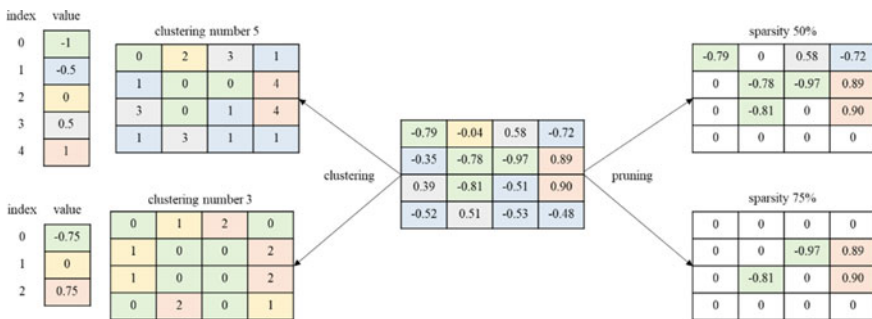 index value
0 -1
1 -0.5
2 0
3 0.5
4 1
clustering number 5
0 2 3 1
1 0 0 4
3 0 1 4
1 3 1 1
index value
0 -0.75
1 0
2 0.75
clustering number 3
0 1 2 0
1 0 0 2
1 0 0 2
0 2 0 1
clustering
-0.79 -0.04 0.58 -0.72
-0.35 -0.78 -0.97 0.89
0.39 -0.81 -0.51 0.90
-0.52 0.51 -0.53 -0.48
pruning
sparsity 50%
-0.79 0 0.58 -0.72
0 -0.78 -0.97 0.89
0 -0.81 0 0.90
0 0 0 0
sparsity 75%
0 0 0 0
0 0 -0.97 0.89
0 -0.81 0 0.90
0 0 0 0